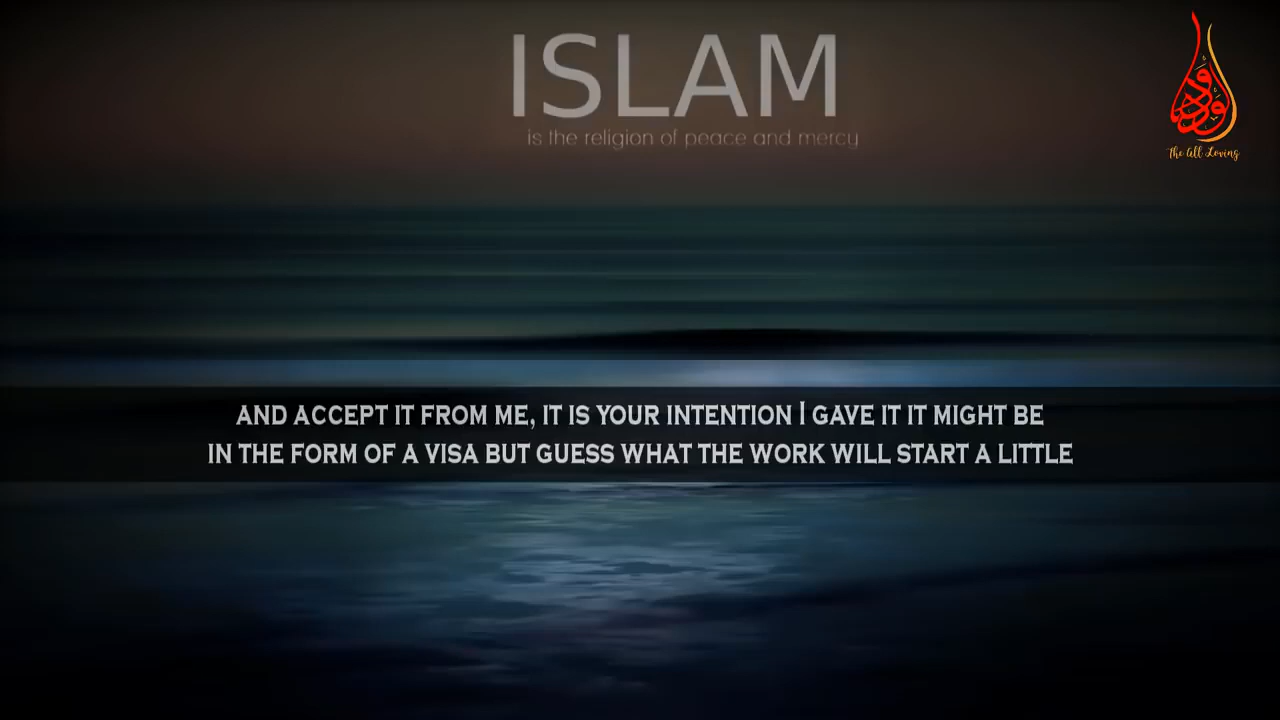 ISLAM
is the religion of peace and mercy
ودود
The All Loving
AND ACCEPT IT FROM ME, IT IS YOUR INTENTION I GAVE IT IT MIGHT BE
IN THE FORM OF A VISA BUT GUESS WHAT THE WORK WILL START A LITTLE